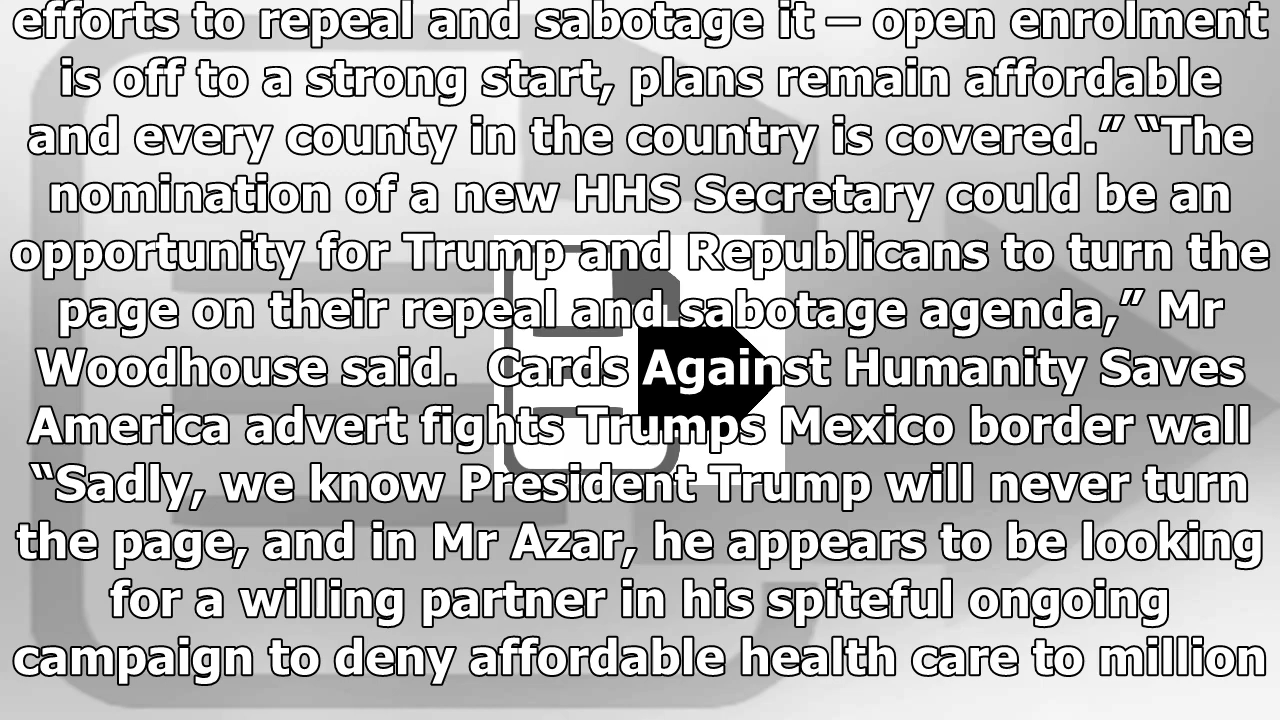 efforts to repeal and sabotage it – open enrolment
is off to a strong start, plans remain affordable
and every county in the country is covered.” “The
nomination of a new HHS Secretary could be an
opportunity for Trump and Republicans to turn the
page on their repeal and sabotage agenda,” Mr
Woodhouse said.  Cards Against Humanity Saves
America advert fights Trumps Mexico border wall
“Sadly, we know President Trump will never turn
the page, and in Mr Azar, he appears to be looking
for a willing partner in his spiteful ongoing
campaign to deny affordable health care to million